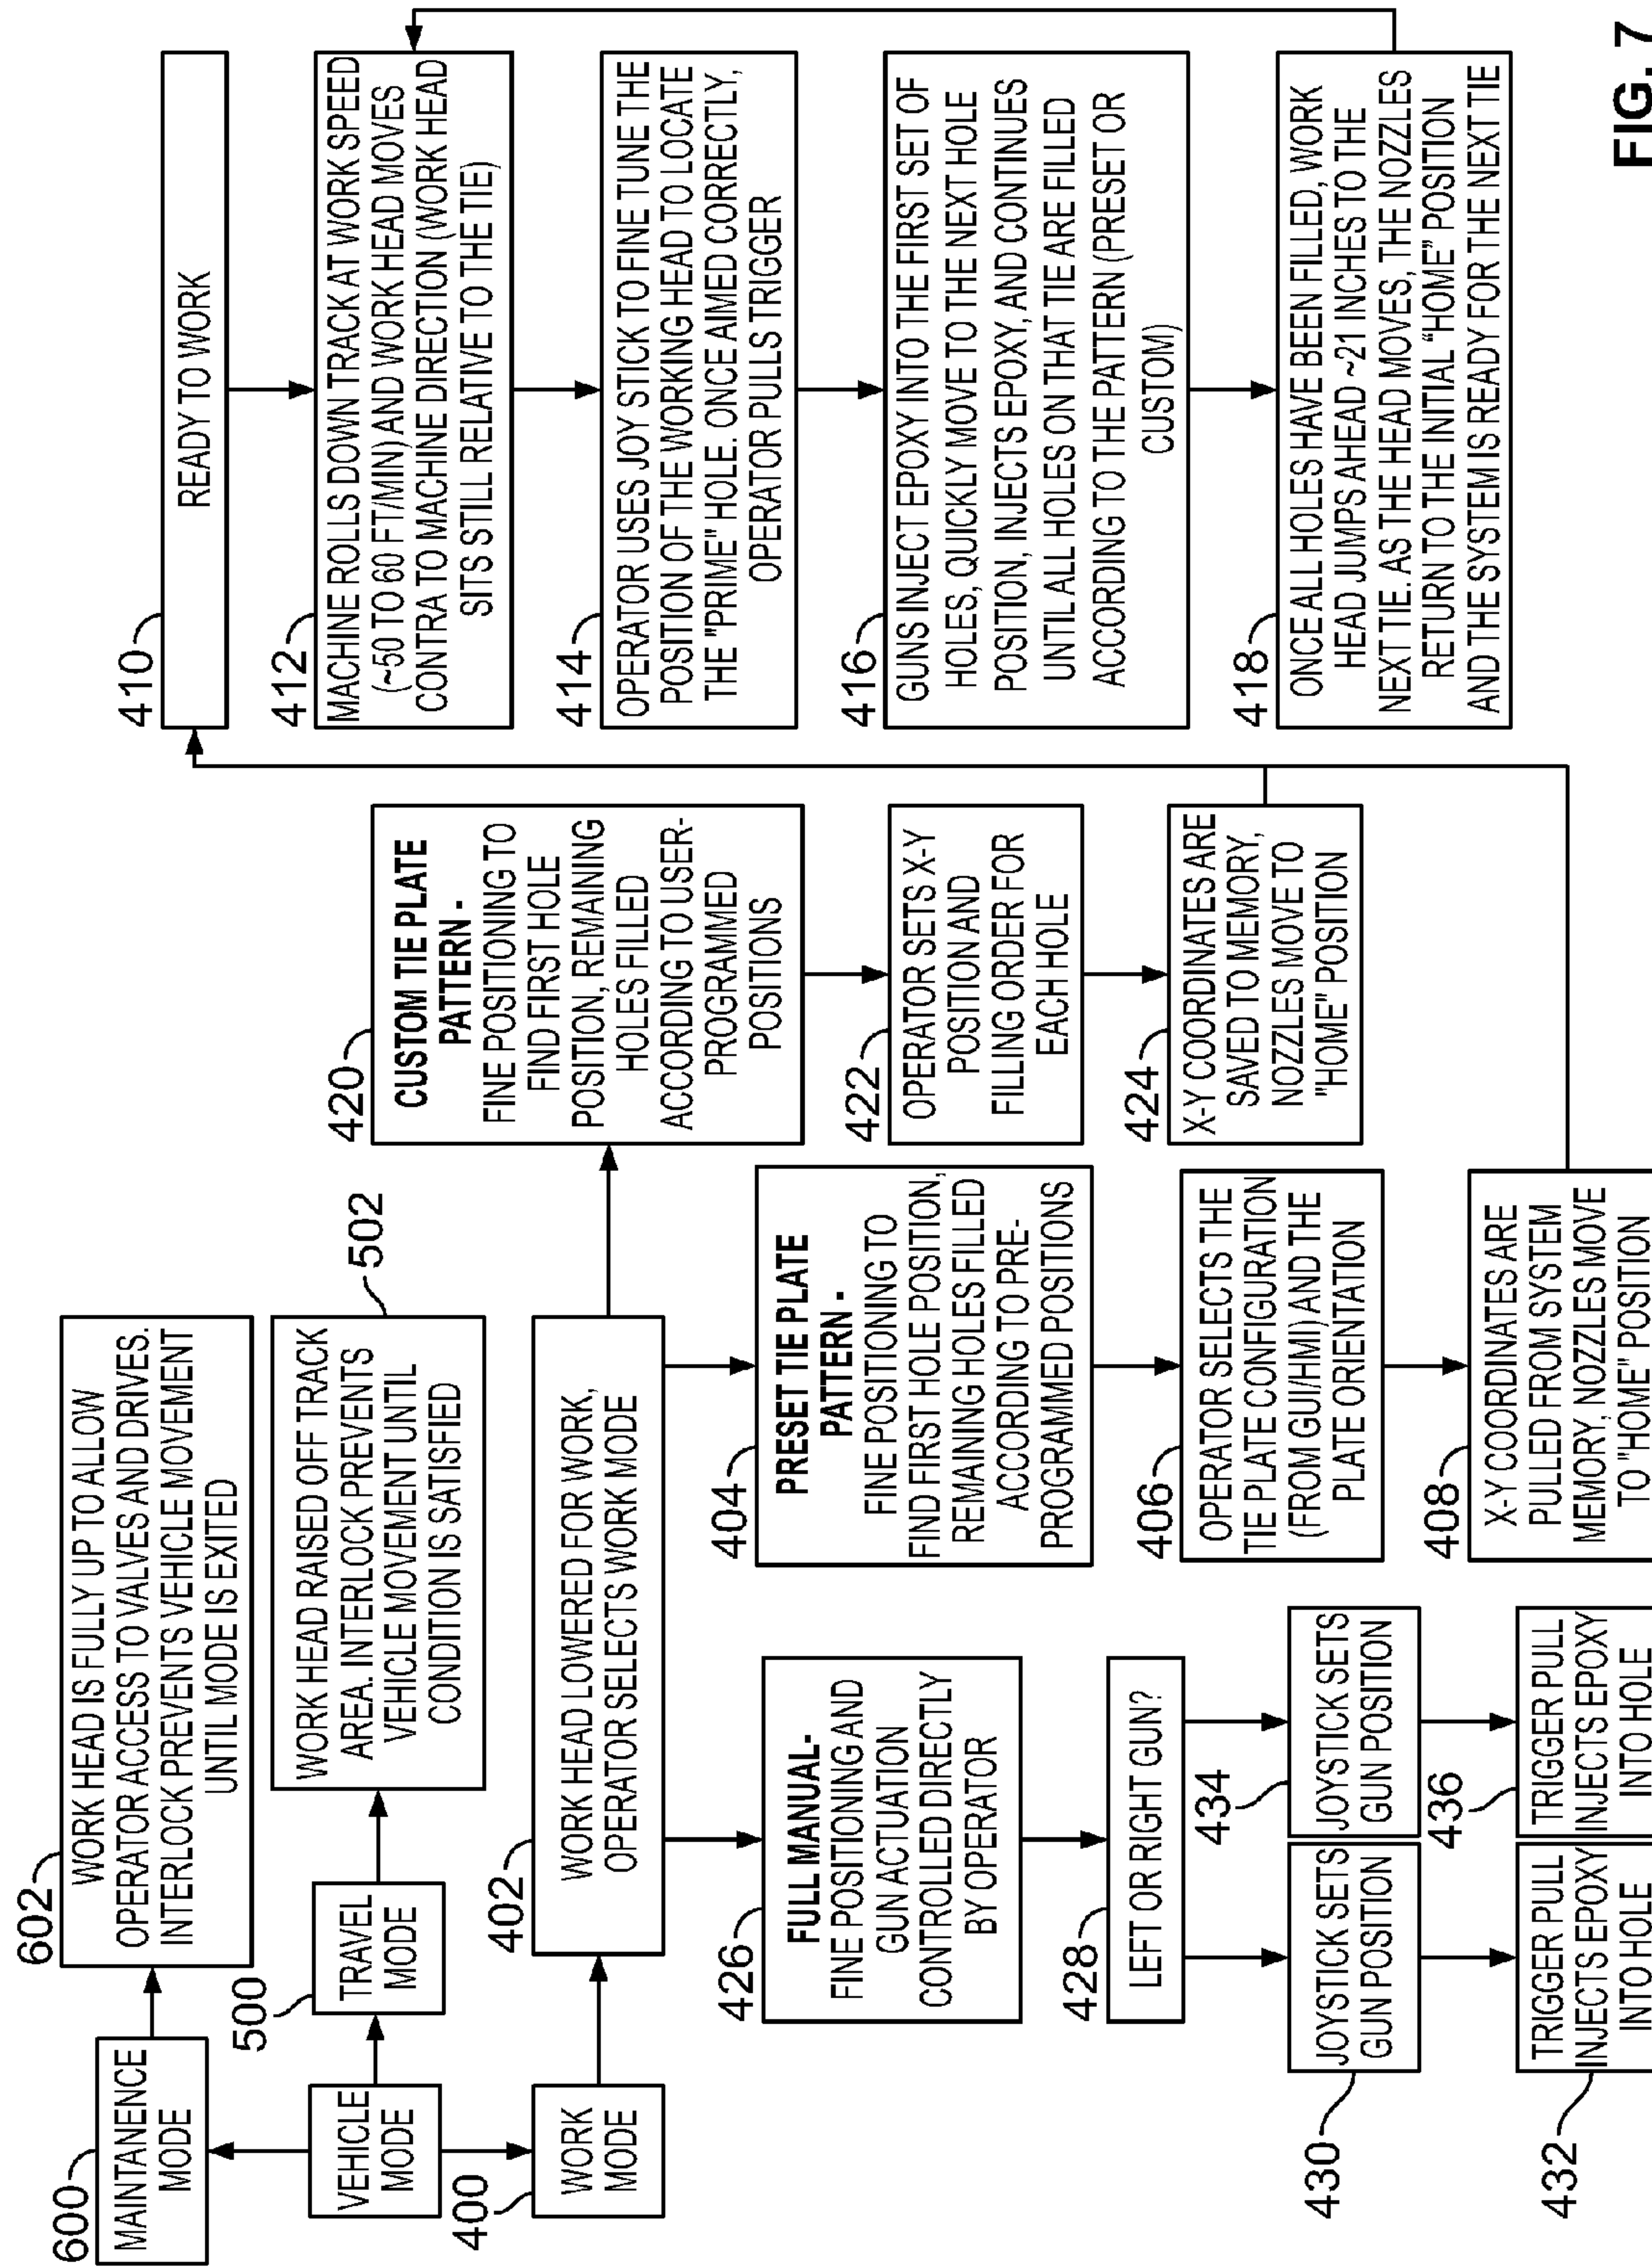 600
MAINTANENCE
MODE
602
WORK HEAD IS FULLY UP TO ALLOW
OPERATOR ACCESS TO VALVES AND DRIVES.
INTERLOCK PREVENTS VEHICLE MOVEMENT
UNTIL MODE IS EXITED
VEHICLE
MODE
500
TRAVEL
MODE
502
WORK HEAD RAISED OFF TRACK
AREA. INTERLOCK PREVENTS
VEHICLE MOVEMENT UNTIL
CONDITION IS SATISFIED
400
WORK
MODE
402
WORK HEAD LOWERED FOR WORK,
OPERATOR SELECTS WORK MODE
426
FULL MANUAL-
FINE POSITIONING AND
GUN ACTUATION
CONTROLLED DIRECTLY
BY OPERATOR
428
LEFT OR RIGHT GUN?
430
JOYSTICK SETS
GUN POSITION
432
TRIGGER PULL
INJECTS EPOXY
INTO HOLE
434
JOYSTICK SETS
GUN POSITION
436
TRIGGER PULL
INJECTS EPOXY
INTO HOLE
404
PRESET TIE PLATE
PATTERN -
FINE POSITIONING TO
FIND FIRST HOLE POSITION,
REMAINING HOLES FILLED
ACCORDING TO PRE-
PROGRAMMED POSITIONS
406
OPERATOR SELECTS THE
TIE PLATE CONFIGURATION
(FROM GUI/HMI) AND THE
PLATE ORIENTATION
408
X-Y COORDINATES ARE
PULLED FROM SYSTEM
MEMORY, NOZZLES MOVE
TO "HOME" POSITION
420
CUSTOM TIE PLATE
PATTERN -
FINE POSITIONING TO
FIND FIRST HOLE
POSITION, REMAINING
HOLES FILLED
ACCORDING TO USER-
PROGRAMED
POSITIONS
422
OPERATOR SETS X-Y
POSITION AND
FILLING ORDER FOR
EACH HOLE
424
X-Y COORDINATES ARE
SAVED TO MEMORY,
NOZZLES MOVE TO
"HOME" POSITION
410
READY TO WORK
412
MACHINE ROLLS DOWN TRACK AT WORK SPEED
(~50 TO 60 FT/MIN) AND WORK HEAD MOVES
CONTRA TO MACHINE DIRECTION (WORK HEAD
SITS STILL RELATIVE TO THE TIE)
414
OPERATOR USES JOY STICK TO FINE TUNE THE
POSITION OF THE WORKING HEAD TO LOCATE
THE "PRIME" HOLE. ONCE AIMED CORRECTLY,
OPERATOR PULLS TRIGGER
416
GUNS INJECT EPOXY INTO THE FIRST SET OF
HOLES, QUICKLY MOVE TO THE NEXT HOLE
POSITION, INJECTS EPOXY, AND CONTINUES
UNTIL ALL HOLES ON THAT TIE ARE FILLED
ACCORDING TO THE PATTERN (PRESET OR
CUSTOM)
418
ONCE ALL HOLES HAVE BEEN FILLED, WORK
HEAD JUMPS AHEAD ~21 INCHES TO THE
NEXT TIE. AS THE HEAD MOVES, THE NOZZLES
RETURN TO THE INITIAL "HOME" POSITION
AND THE SYSTEM IS READY FOR THE NEXT TIE
FIG. 7